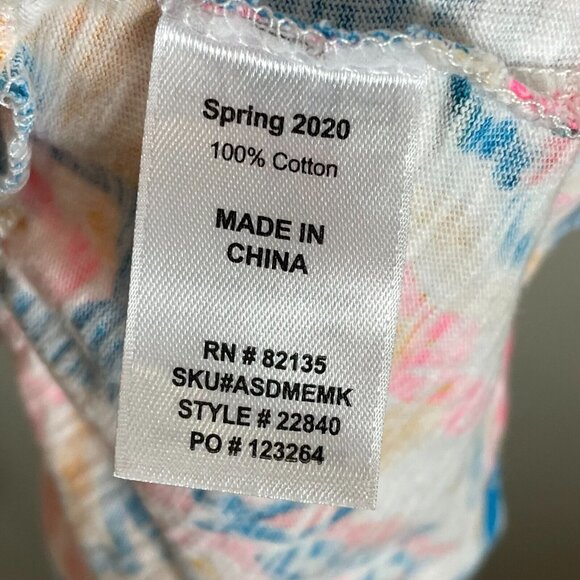 Spring 2020
100% Cotton
MADE IN
CHINA
RN # 82135
SKU#ASDMEMK
STYLE # 22840
PO # 123264